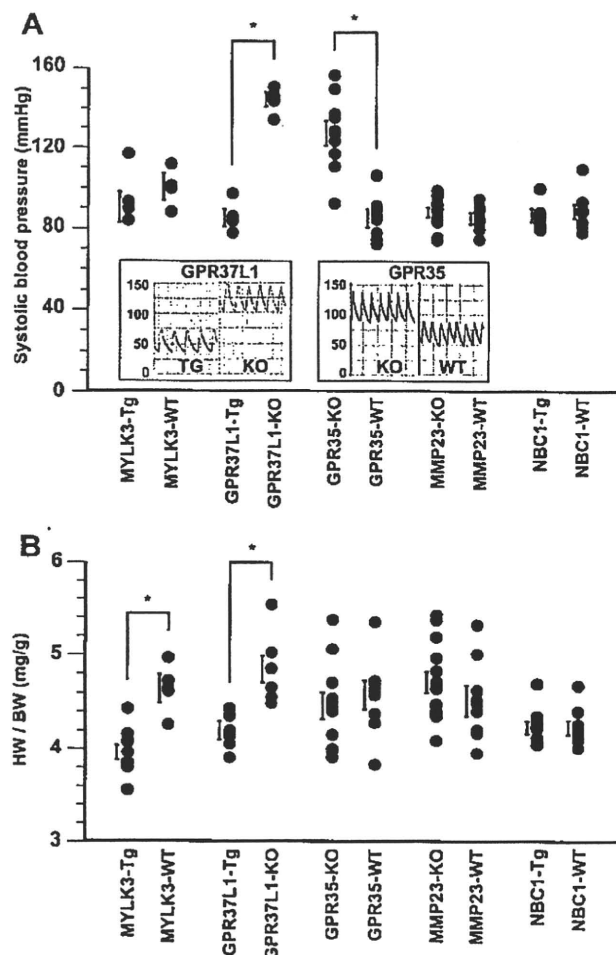 A
*
*
Systolic blood pressure (mmHg)
160
120
80
40
0
GPR37L1
150
100
50
0
TG
KO
GPR35
150
100
50
0
KO
WT
MYLK3-Tg
MYLK3-WT
GPR37L1-Tg
GPR37L1-KO
GPR35-KO
GPR35-WT
MMP23-KO
MMP23-WT
NBC1-Tg
NBC1-WT
B
*
*
HW / BW (mg/g)
6
5
4
3
MYLK3-Tg
MYLK3-WT
GPR37L1-Tg
GPR37L1-KO
GPR35-KO
GPR35-WT
MMP23-KO
MMP23-WT
NBC1-Tg
NBC1-WT